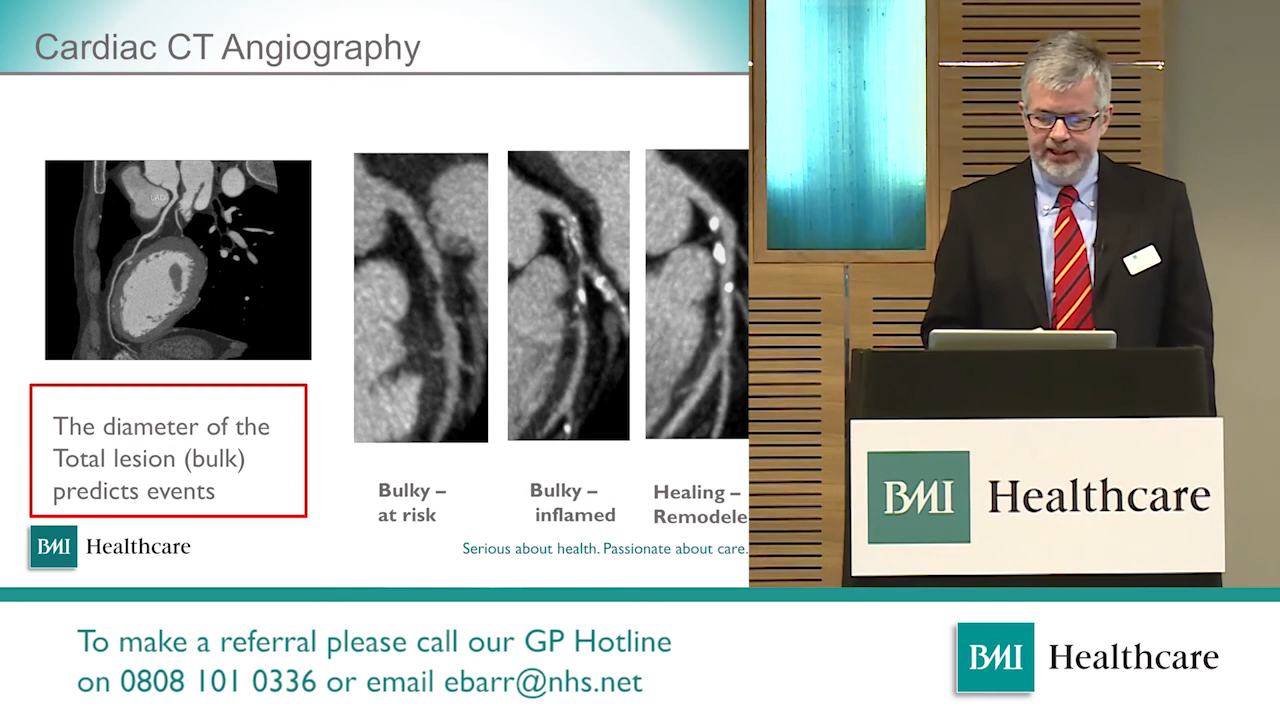 Cardiac CT Angiography
LAD
The diameter of the
Total lesion (bulk)
predicts events
Bulky –
at risk
Bulky –
inflamed
Healing –
Remodele
BMI Healthcare
Serious about health. Passionate about care.
BMI Healthcare
To make a referral please call our GP Hotline
on 0808 101 0336 or email ebarr@nhs.net
BMI Healthcare